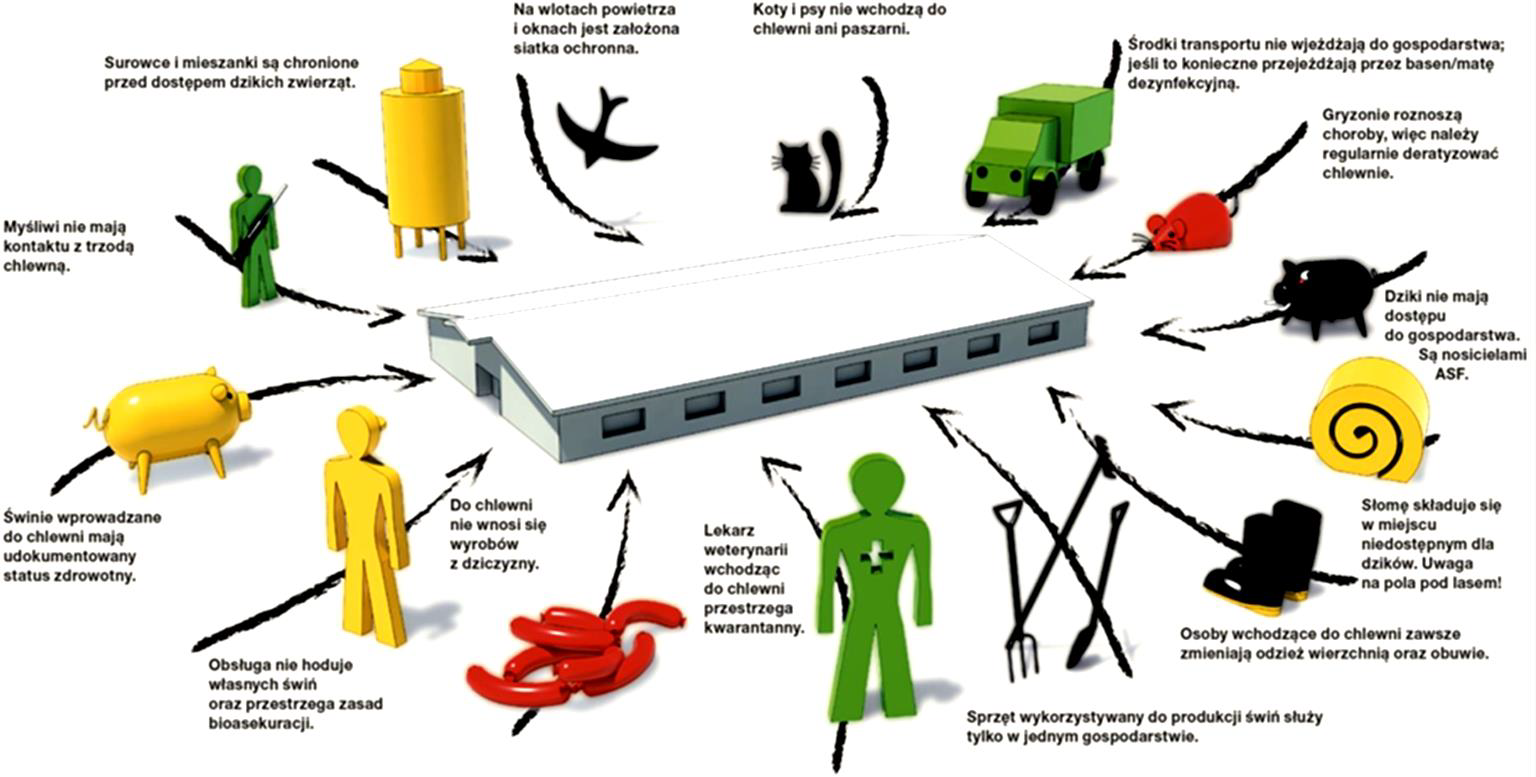 Na wlotach powietrza
i oknach jest założona
siatka ochronna.
Koty i psy nie wchodzą do
chlewni ani paszarni.
Środki transportu nie wjeżdżają do gospodarstwa;
jeśli to konieczne przejeżdżają przez basen/matę
dezynfekcyjną.
Surowce i mieszanki są chronione
przed dostępem dzikich zwierząt.
Gryzonie roznoszą
choroby, więc należy
regularnie deratyzować
chlewnie.
Myśliwi nie mają
kontaktu z trzodą
chlewną.
Dziki nie mają
dostępu
do gospodarstwa.
Są nosicielami
ASF.
Świnie wprowadzane
do chlewni mają
udokumentowany
status zdrowotny.
Do chlewni
nie wnosi się
wyrobów
z dziczyzny.
Lekarz
weterynarii
wchodząc
do chlewni
przestrzega
kwarantanny.
Słomę składuje się
w miejscu
niedostępnym dla
dzików. Uwaga
na pola pod lasem!
Osoby wchodzące do chlewni zawsze
zmieniają odzież wierzchnią oraz obuwie.
Obsługa nie hoduje
własnych świń
oraz przestrzega zasad
bioasekuracji.
Sprzęt wykorzystywany do produkcji świń służy
tylko w jednym gospodarstwie.